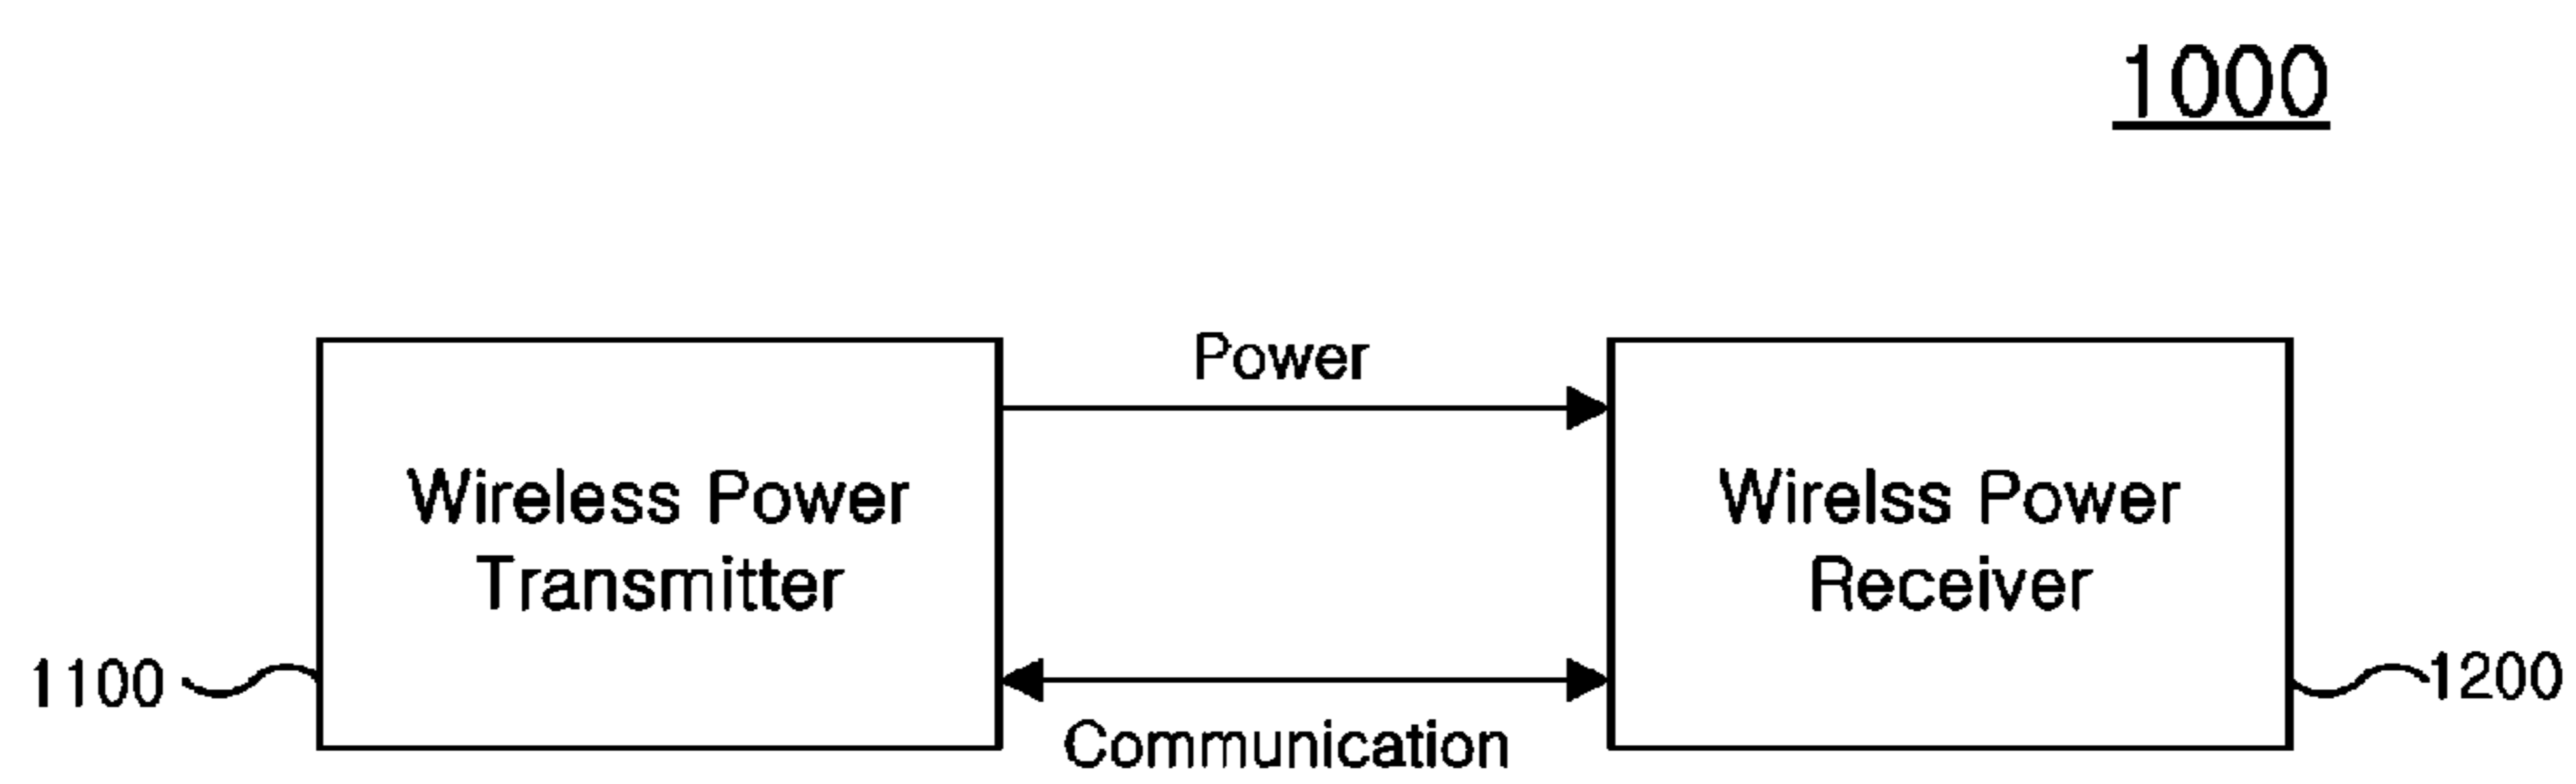 1000
Power
Wireless Power
Transmitter
Wirelss Power
Receiver
1100
1200
Communication